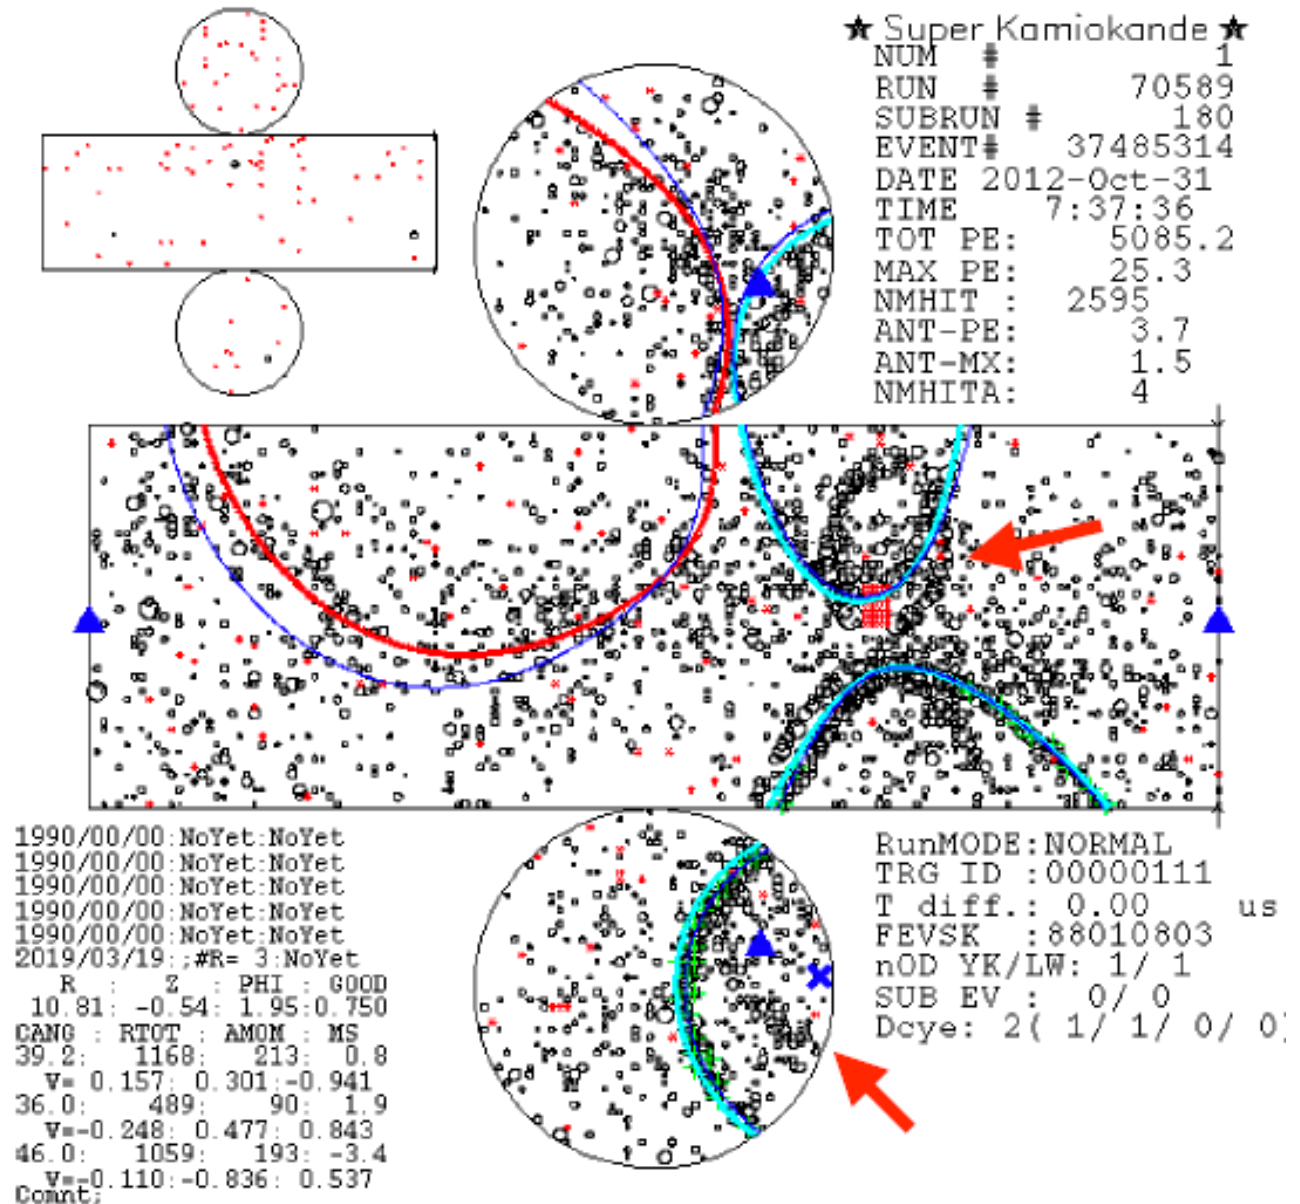 ★ Super Kamiokande ★
NUM # 1
RUN # 70589
SUBRUN # 180
EVENT# 37485314
DATE 2012-Oct-31
TIME 7:37:36
TOT PE: 5085.2
MAX PE: 25.3
NMHIT : 2595
ANT-PE: 3.7
ANT-MX: 1.5
NMHITA: 4
1990/00/00:NoYet:NoYet
1990/00/00:NoYet:NoYet
1990/00/00:NoYet:NoYet
1990/00/00:NoYet:NoYet
1990/00/00:NoYet:NoYet
2019/03/19:;#R= 3:NoYet
R : Z : PHI : GOOD
10.81: -0.54: 1.95:0.750
CANG : RTOT : AMOM : MS
39.2: 1168: 213: 0.8
V= 0.157: 0.301:-0.941
36.0: 489: 90: 1.9
V=-0.248: 0.477: 0.843
46.0: 1059: 193: -3.4
V=-0.110:-0.836: 0.537
Comnt;
RunMODE:NORMAL
TRG ID :00000111
T diff.: 0.00 us
FEVSK :88010803
nOD YK/LW: 1/ 1
SUB EV : 0/ 0
Dcye: 2( 1/ 1/ 0/ 0)